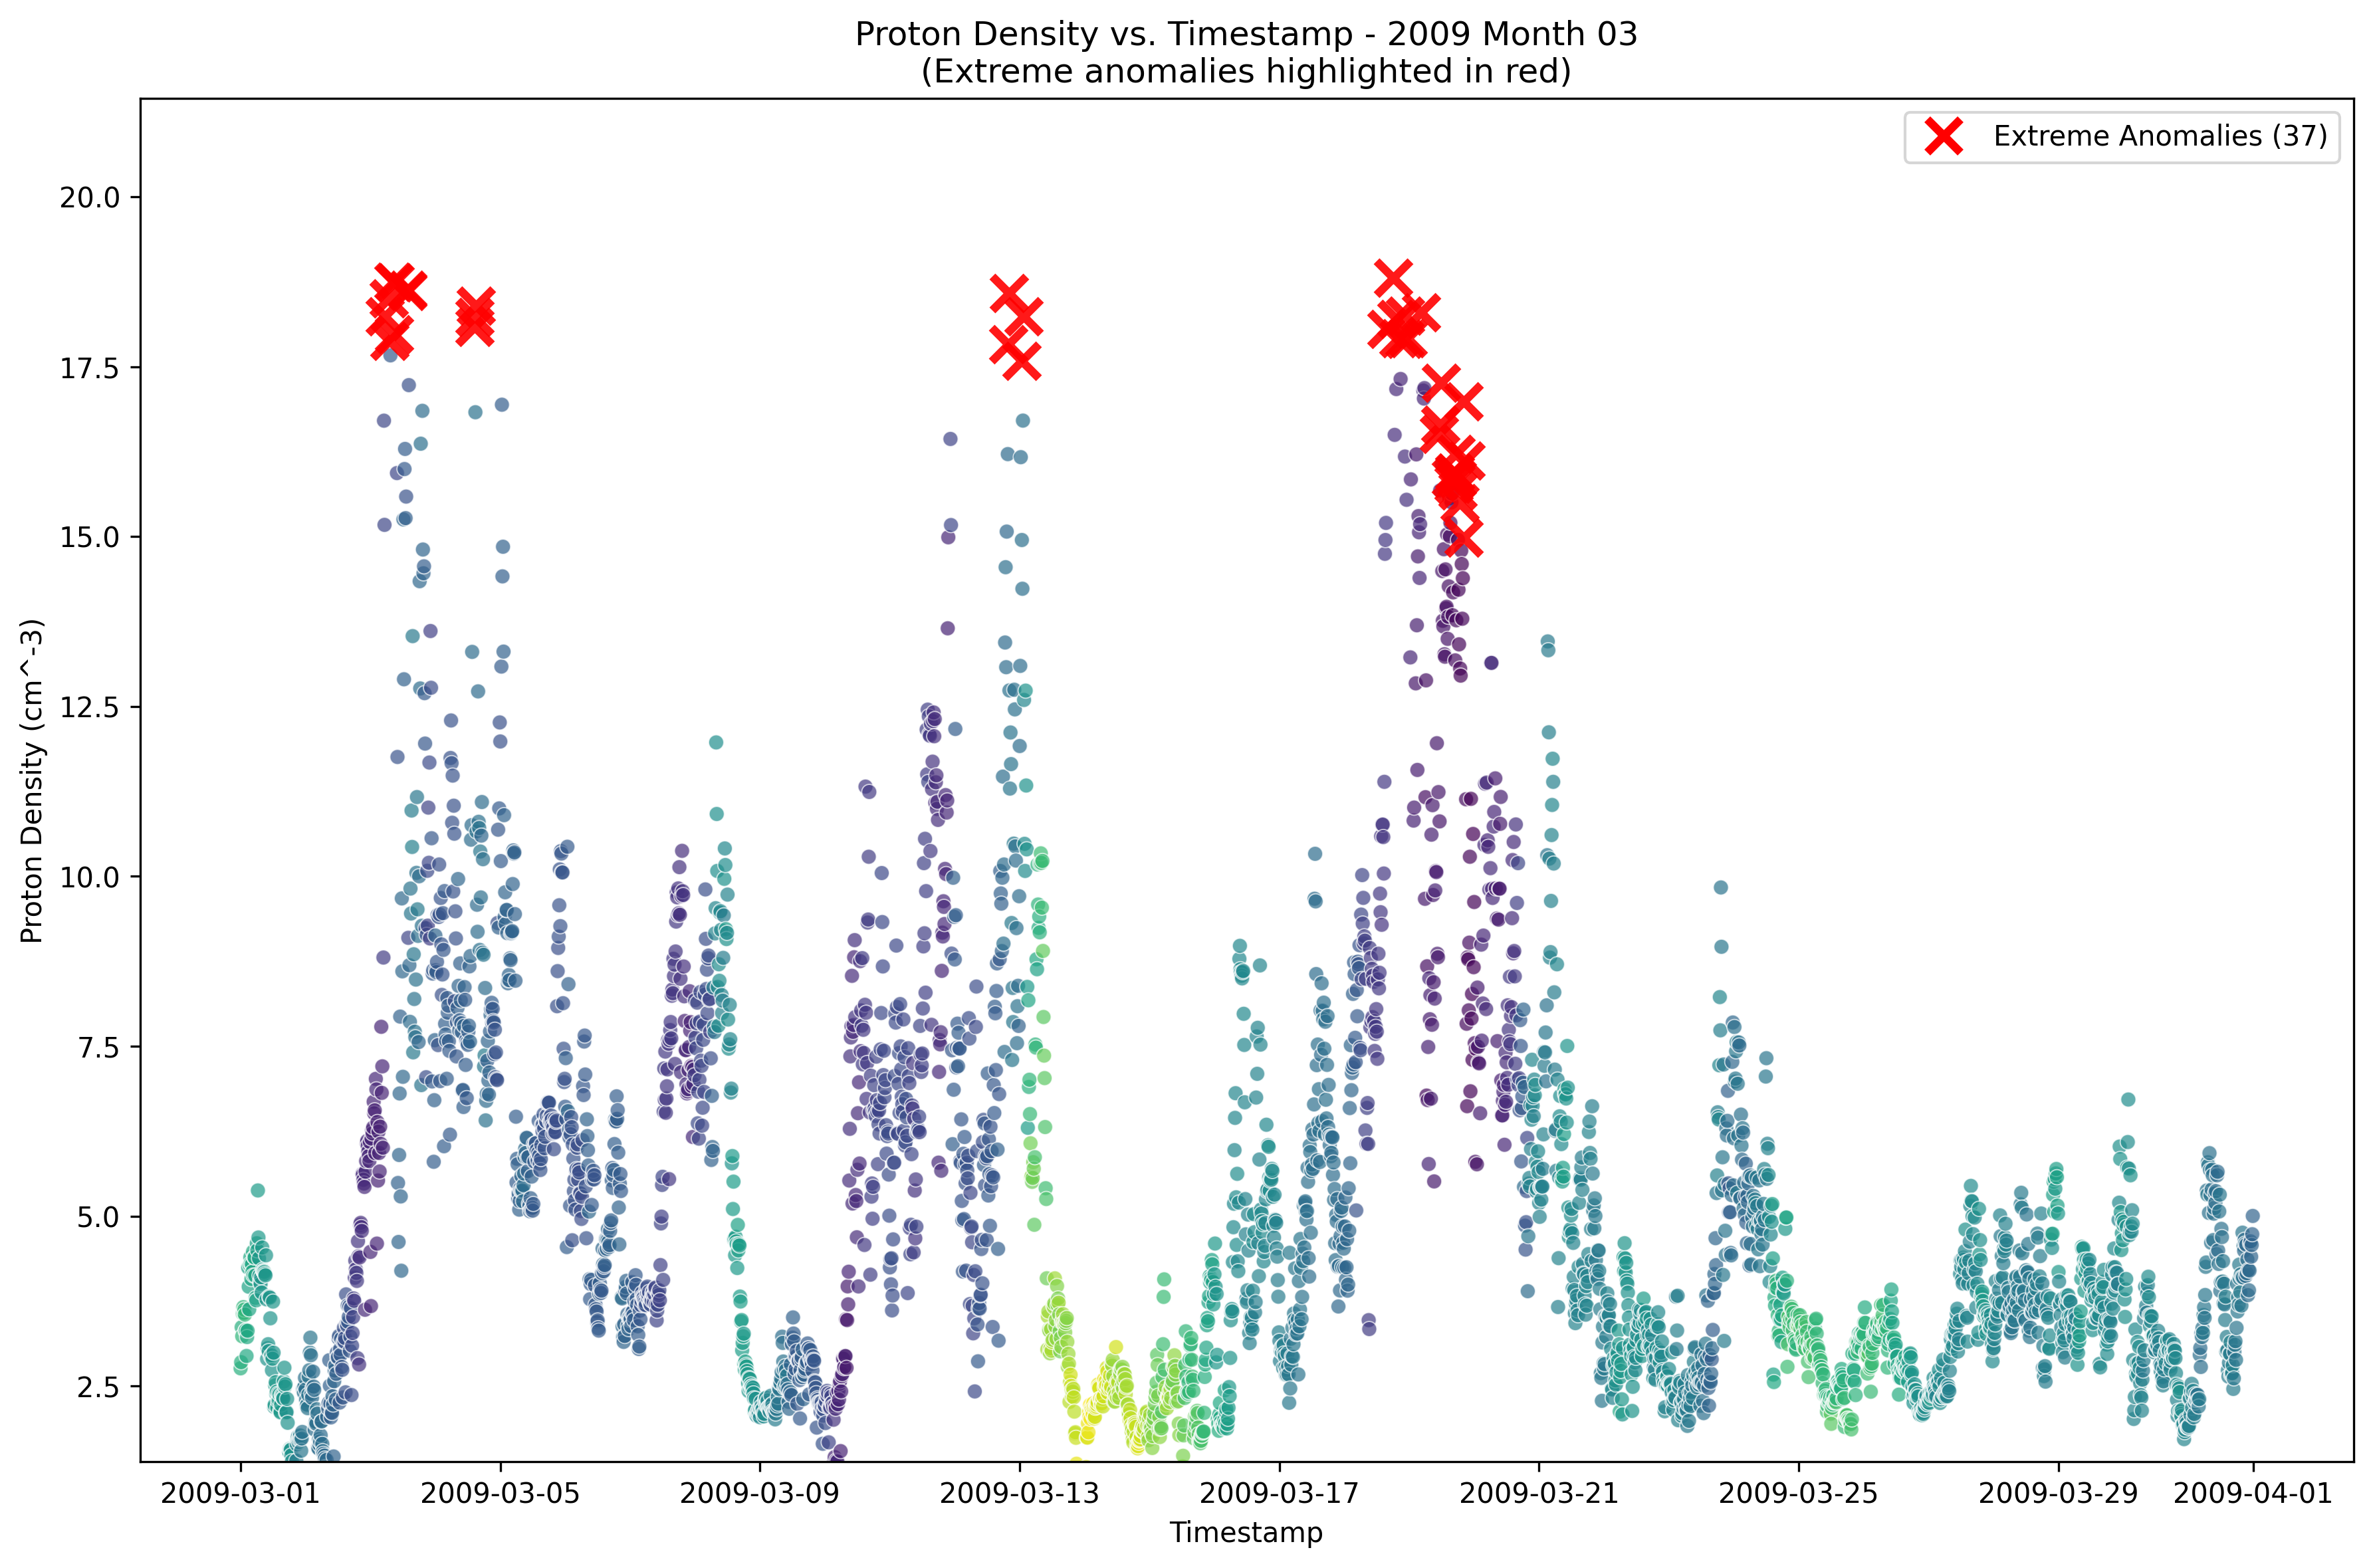 Proton Density vs. Timestamp - 2009 Month 03
(Extreme anomalies highlighted in red)
Extreme Anomalies (37)
20.0
17.5
15.0
12.5
10.0
7.5
5.0
2.5
Proton Density (cm^-3)
2009-03-01 2009-03-05 2009-03-09 2009-03-13 2009-03-17 2009-03-21 2009-03-25 2009-03-29 2009-04-01
Timestamp